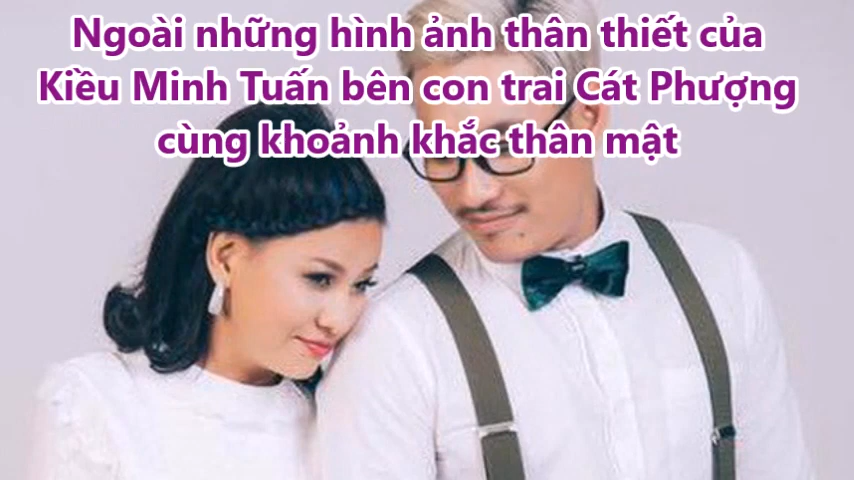 Ngoài những hình ảnh thân thiết của
Kiều Minh Tuấn bên con trai Cát Phượng
cùng khoảnh khắc thân mật